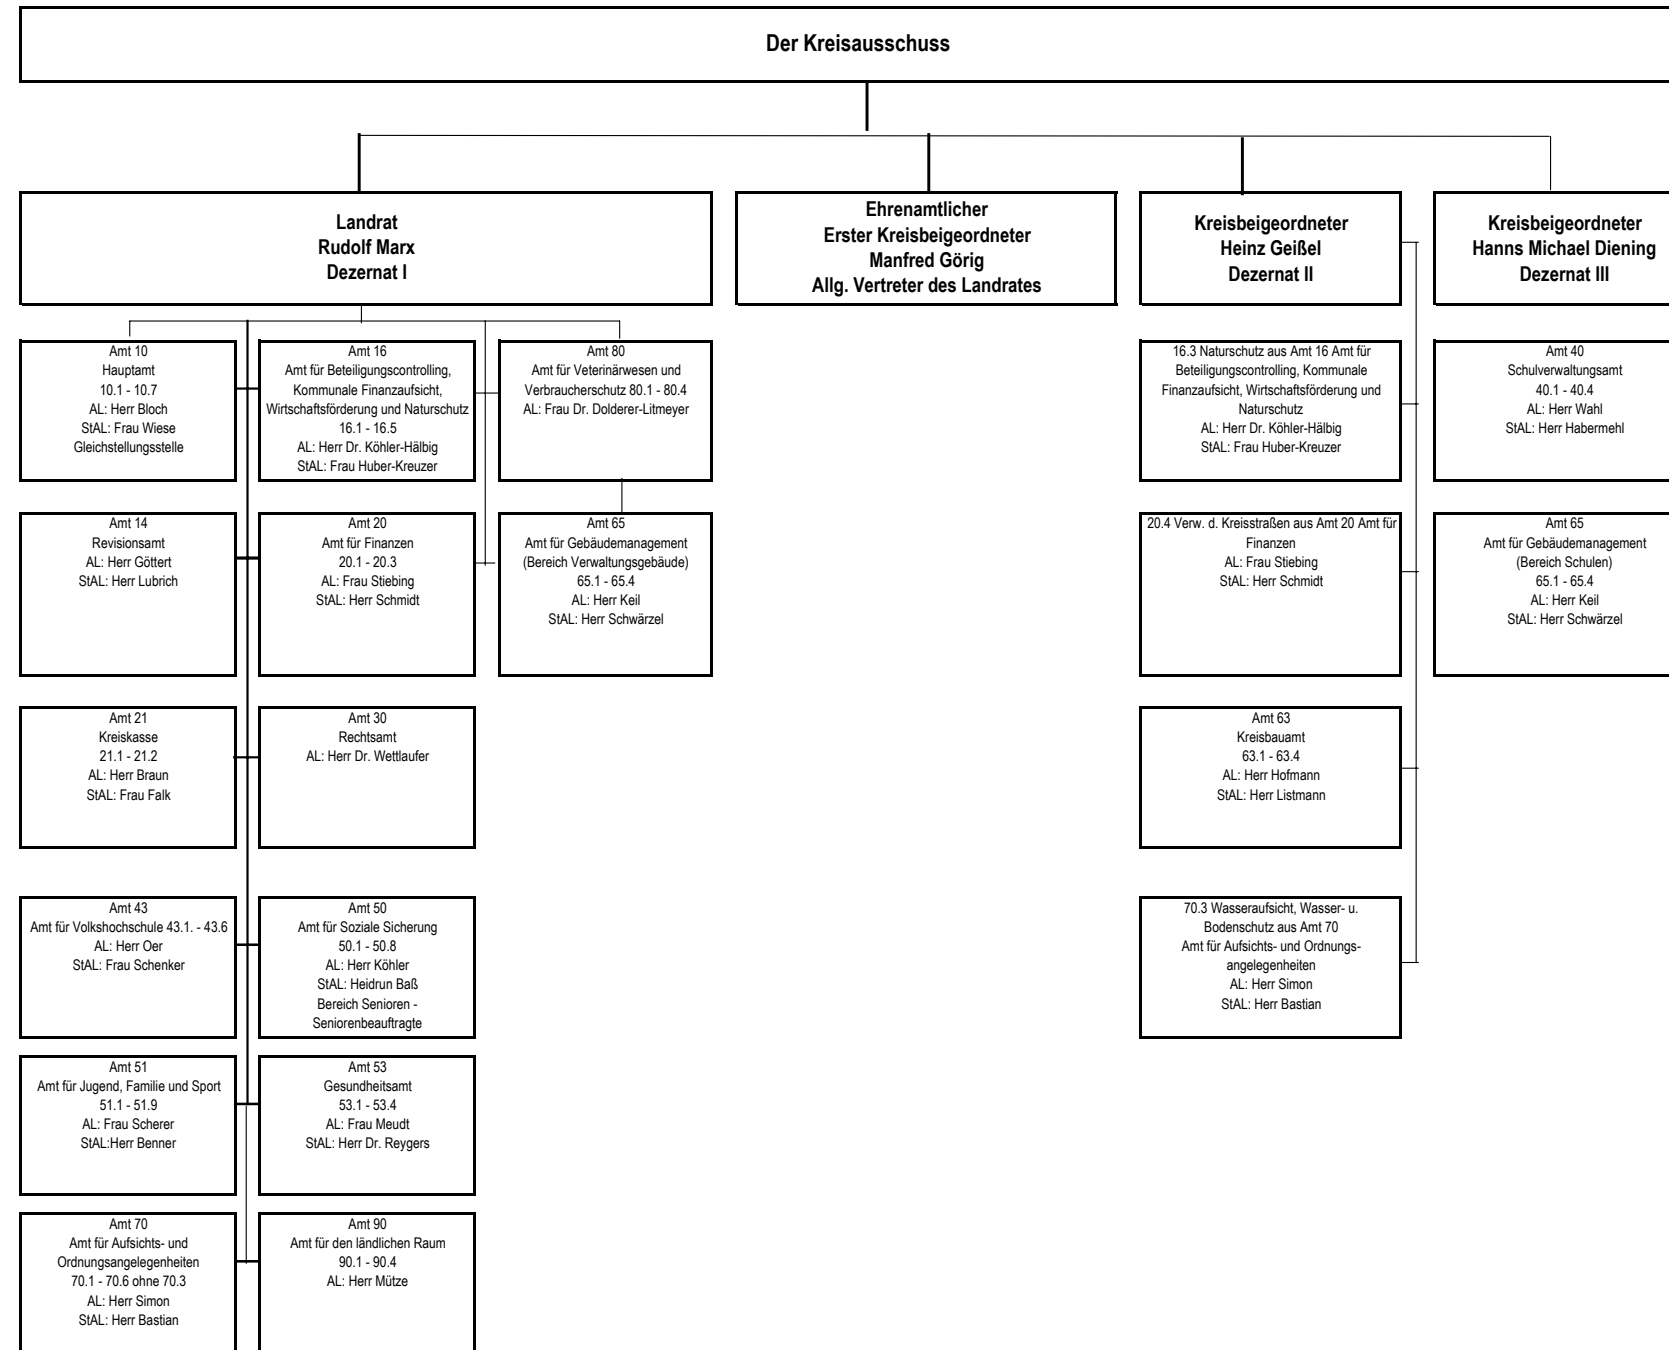 Der Kreisausschuss
Landrat
Rudolf Marx
Dezernat I
Ehrenamtlicher
Erster Kreisbeigeordneter
Manfred Görig
Allg. Vertreter des Landrates
Kreisbeigeordneter
Heinz Geißel
Dezernat II
Kreisbeigeordneter
Hanns Michael Diening
Dezernat III
Amt 10
Hauptamt
10.1 - 10.7
AL: Herr Bloch
StAL: Frau Wiese
Gleichstellungsstelle
Amt 16
Amt für Beteiligungscontrolling,
Kommunale Finanzaufsicht,
Wirtschaftsförderung und Naturschutz
16.1 - 16.5
AL: Herr Dr. Köhler-Hälbig
StAL: Frau Huber-Kreuzer
Amt 80
Amt für Veterinärwesen und
Verbraucherschutz 80.1 - 80.4
AL: Frau Dr. Dolderer-Litmeyer
16.3 Naturschutz aus Amt 16 Amt für
Beteiligungscontrolling, Kommunale
Finanzaufsicht, Wirtschaftsförderung und
Naturschutz
AL: Herr Dr. Köhler-Hälbig
StAL: Frau Huber-Kreuzer
Amt 40
Schulverwaltungsamt
40.1 - 40.4
AL: Herr Wahl
StAL: Herr Habermehl
Amt 14
Revisionsamt
AL: Herr Göttert
StAL: Herr Lubrich
Amt 20
Amt für Finanzen
20.1 - 20.3
AL: Frau Stiebing
StAL: Herr Schmidt
Amt 65
Amt für Gebäudemanagement
(Bereich Verwaltungsgebäude)
65.1 - 65.4
AL: Herr Keil
StAL: Herr Schwärzel
20.4 Verw. d. Kreisstraßen aus Amt 20 Amt für
Finanzen
AL: Frau Stiebing
StAL: Herr Schmidt
Amt 65
Amt für Gebäudemanagement
(Bereich Schulen)
65.1 - 65.4
AL: Herr Keil
StAL: Herr Schwärzel
Amt 21
Kreiskasse
21.1 - 21.2
AL: Herr Braun
StAL: Frau Falk
Amt 30
Rechtsamt
AL: Herr Dr. Wettlaufer
Amt 63
Kreisbauamt
63.1 - 63.4
AL: Herr Hofmann
StAL: Herr Listmann
Amt 43
Amt für Volkshochschule 43.1. - 43.6
AL: Herr Oer
StAL: Frau Schenker
Amt 50
Amt für Soziale Sicherung
50.1 - 50.8
AL: Herr Köhler
StAL: Heidrun Baß
Bereich Senioren -
Seniorenbeauftragte
70.3 Wasseraufsicht, Wasser- u.
Bodenschutz aus Amt 70
Amt für Aufsichts- und Ordnungs-
angelegenheiten
AL: Herr Simon
StAL: Herr Bastian
Amt 51
Amt für Jugend, Familie und Sport
51.1 - 51.9
AL: Frau Scherer
StAL:Herr Benner
Amt 53
Gesundheitsamt
53.1 - 53.4
AL: Frau Meudt
StAL: Herr Dr. Reygers
Amt 70
Amt für Aufsichts- und
Ordnungsangelegenheiten
70.1 - 70.6 ohne 70.3
AL: Herr Simon
StAL: Herr Bastian
Amt 90
Amt für den ländlichen Raum
90.1 - 90.4
AL: Herr Mütze